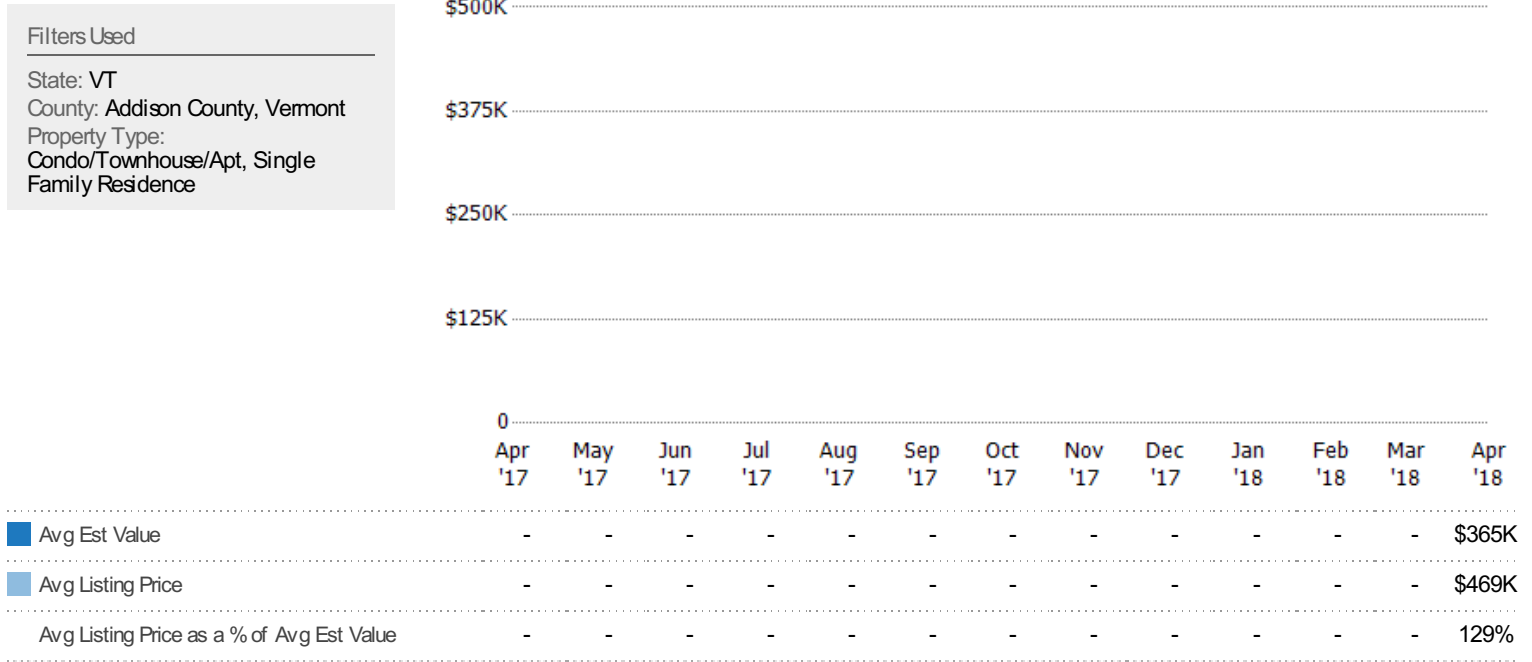 Filters Used
State: VT
County: Addison County, Vermont
Property Type:
Condo/Townhouse/Apt, Single
Family Residence
$500K
$375K
$250K
$125K
0
Apr May Jun Jul Aug Sep Oct Nov Dec Jan Feb Mar Apr
'17 '17 '17 '17 '17 '17 '17 '17 '17 '18 '18 '18 '18
Avg Est Value - - - - - - - - - - - - $365K
Avg Listing Price - - - - - - - - - - - - $469K
Avg Listing Price as a % of Avg Est Value - - - - - - - - - - - - 129%